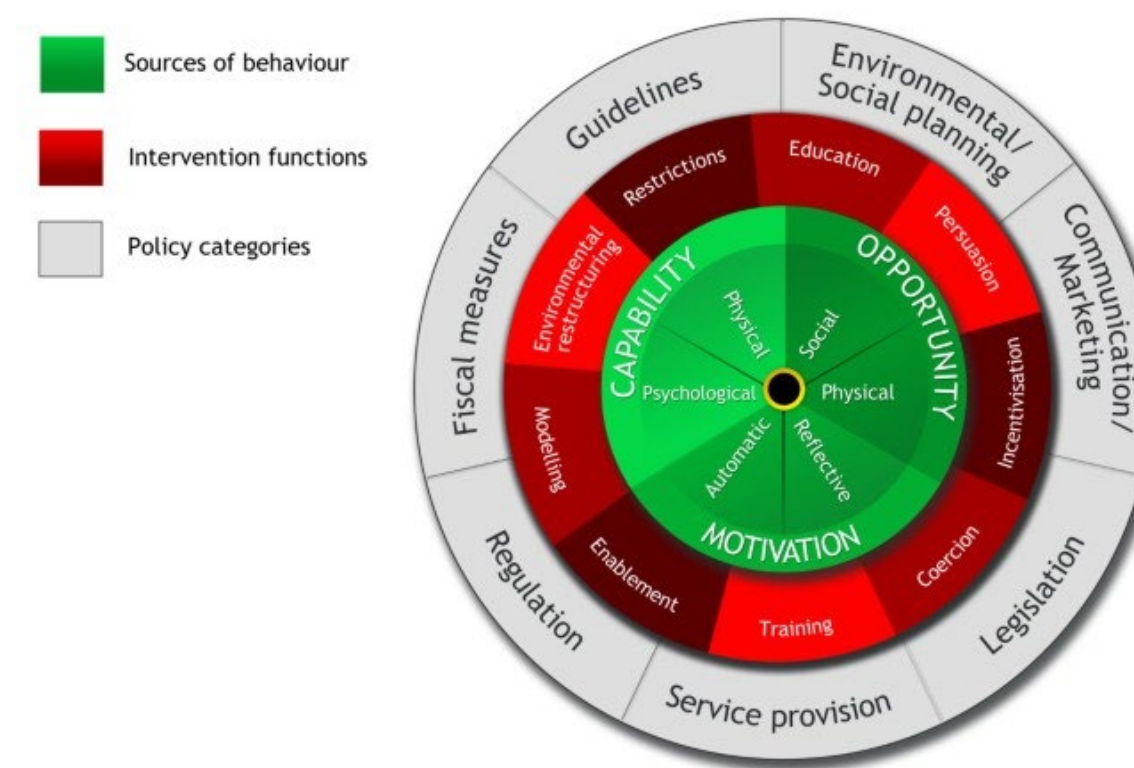 Sources of behaviour
Intervention functions
Policy categories
Guidelines
Environmental/
Social planning
Communication/
Marketing
Legislation
Service provision
Regulation
Fiscal measures
Restrictions
Education
Persuasion
Incentivisation
Coercion
Training
Enablement
Modelling
Environmental
restructuring
CAPABILITY
OPPORTUNITY
MOTIVATION
Physical
Social
Physical
Reflective
Automatic
Psychological